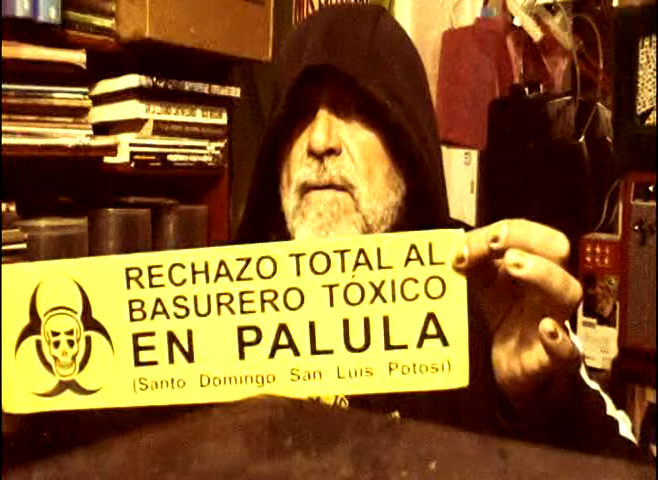 RECHAZO TOTAL AL
BASURERO TÓXICO
EN PALULA
(Santo Domingo San Luis Potosí)